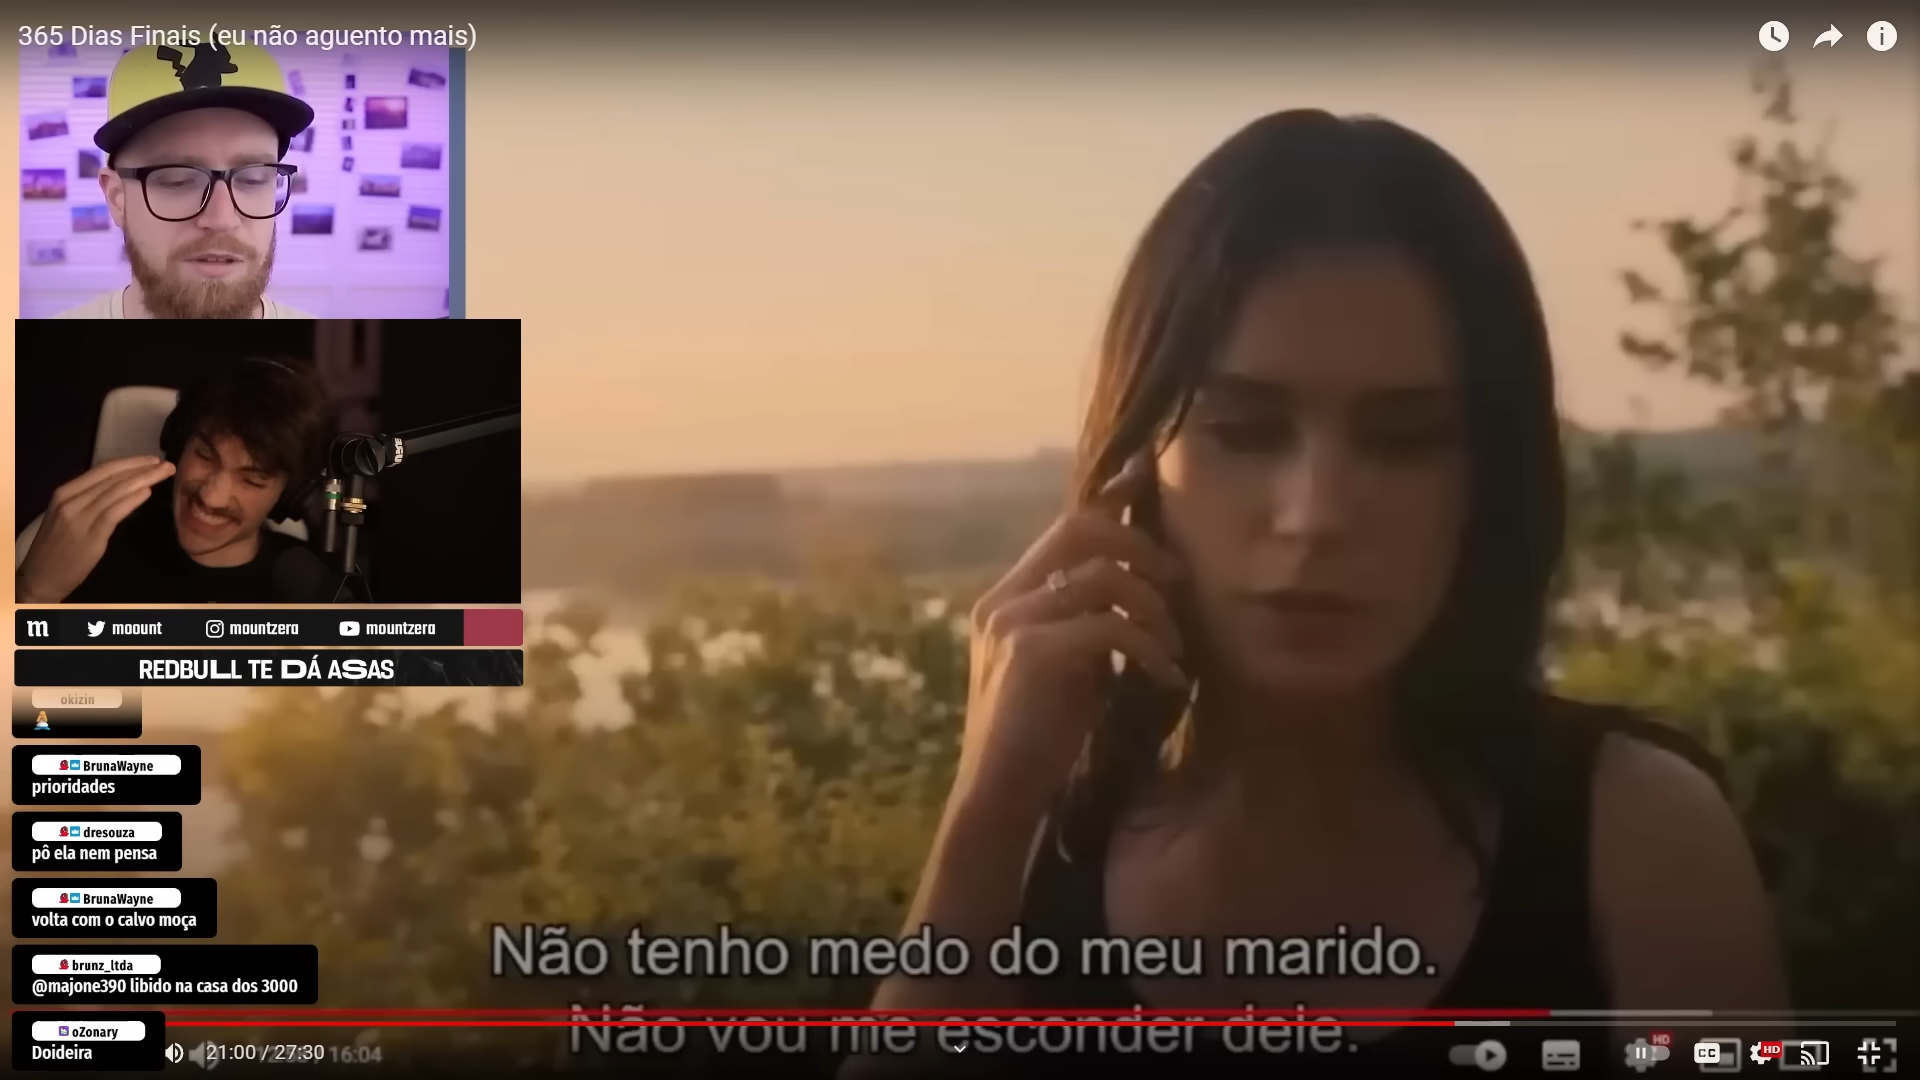 365 Dias Finais (eu não aguento mais)
m moount mountzera mountzera
REDBULL TE DÁ ASAS
okizin
BrunaWayne
prioridades
dresouza
pô ela nem pensa
BrunaWayne
volta com o calvo moça
brunz_ltda
@majone390 libido na casa dos 3000
oZonary
Doideira
Não tenho medo do meu marido.
Não vou me esconder dele.
21:00 / 27:30
16:04
HD
CC
HD